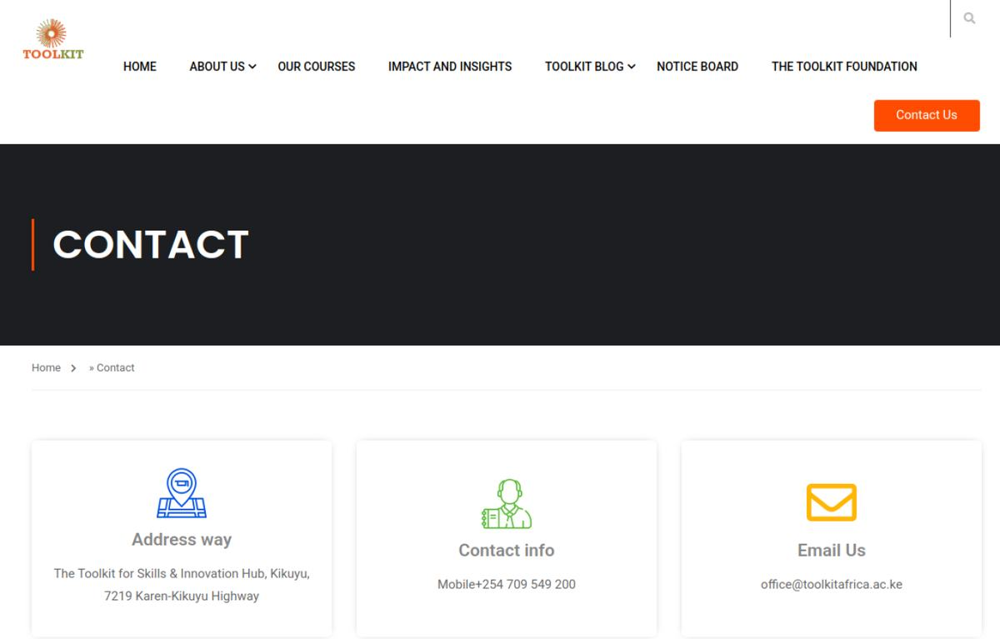 TOOLKIT
HOME ABOUT US OUR COURSES IMPACT AND INSIGHTS TOOLKIT BLOG NOTICE BOARD THE TOOLKIT FOUNDATION
Contact Us
CONTACT
Home » Contact
Address way
The Toolkit for Skills & Innovation Hub, Kikuyu,
7219 Karen-Kikuyu Highway
Contact info
Mobile+254 709 549 200
Email Us
office@toolkitafrica.ac.ke